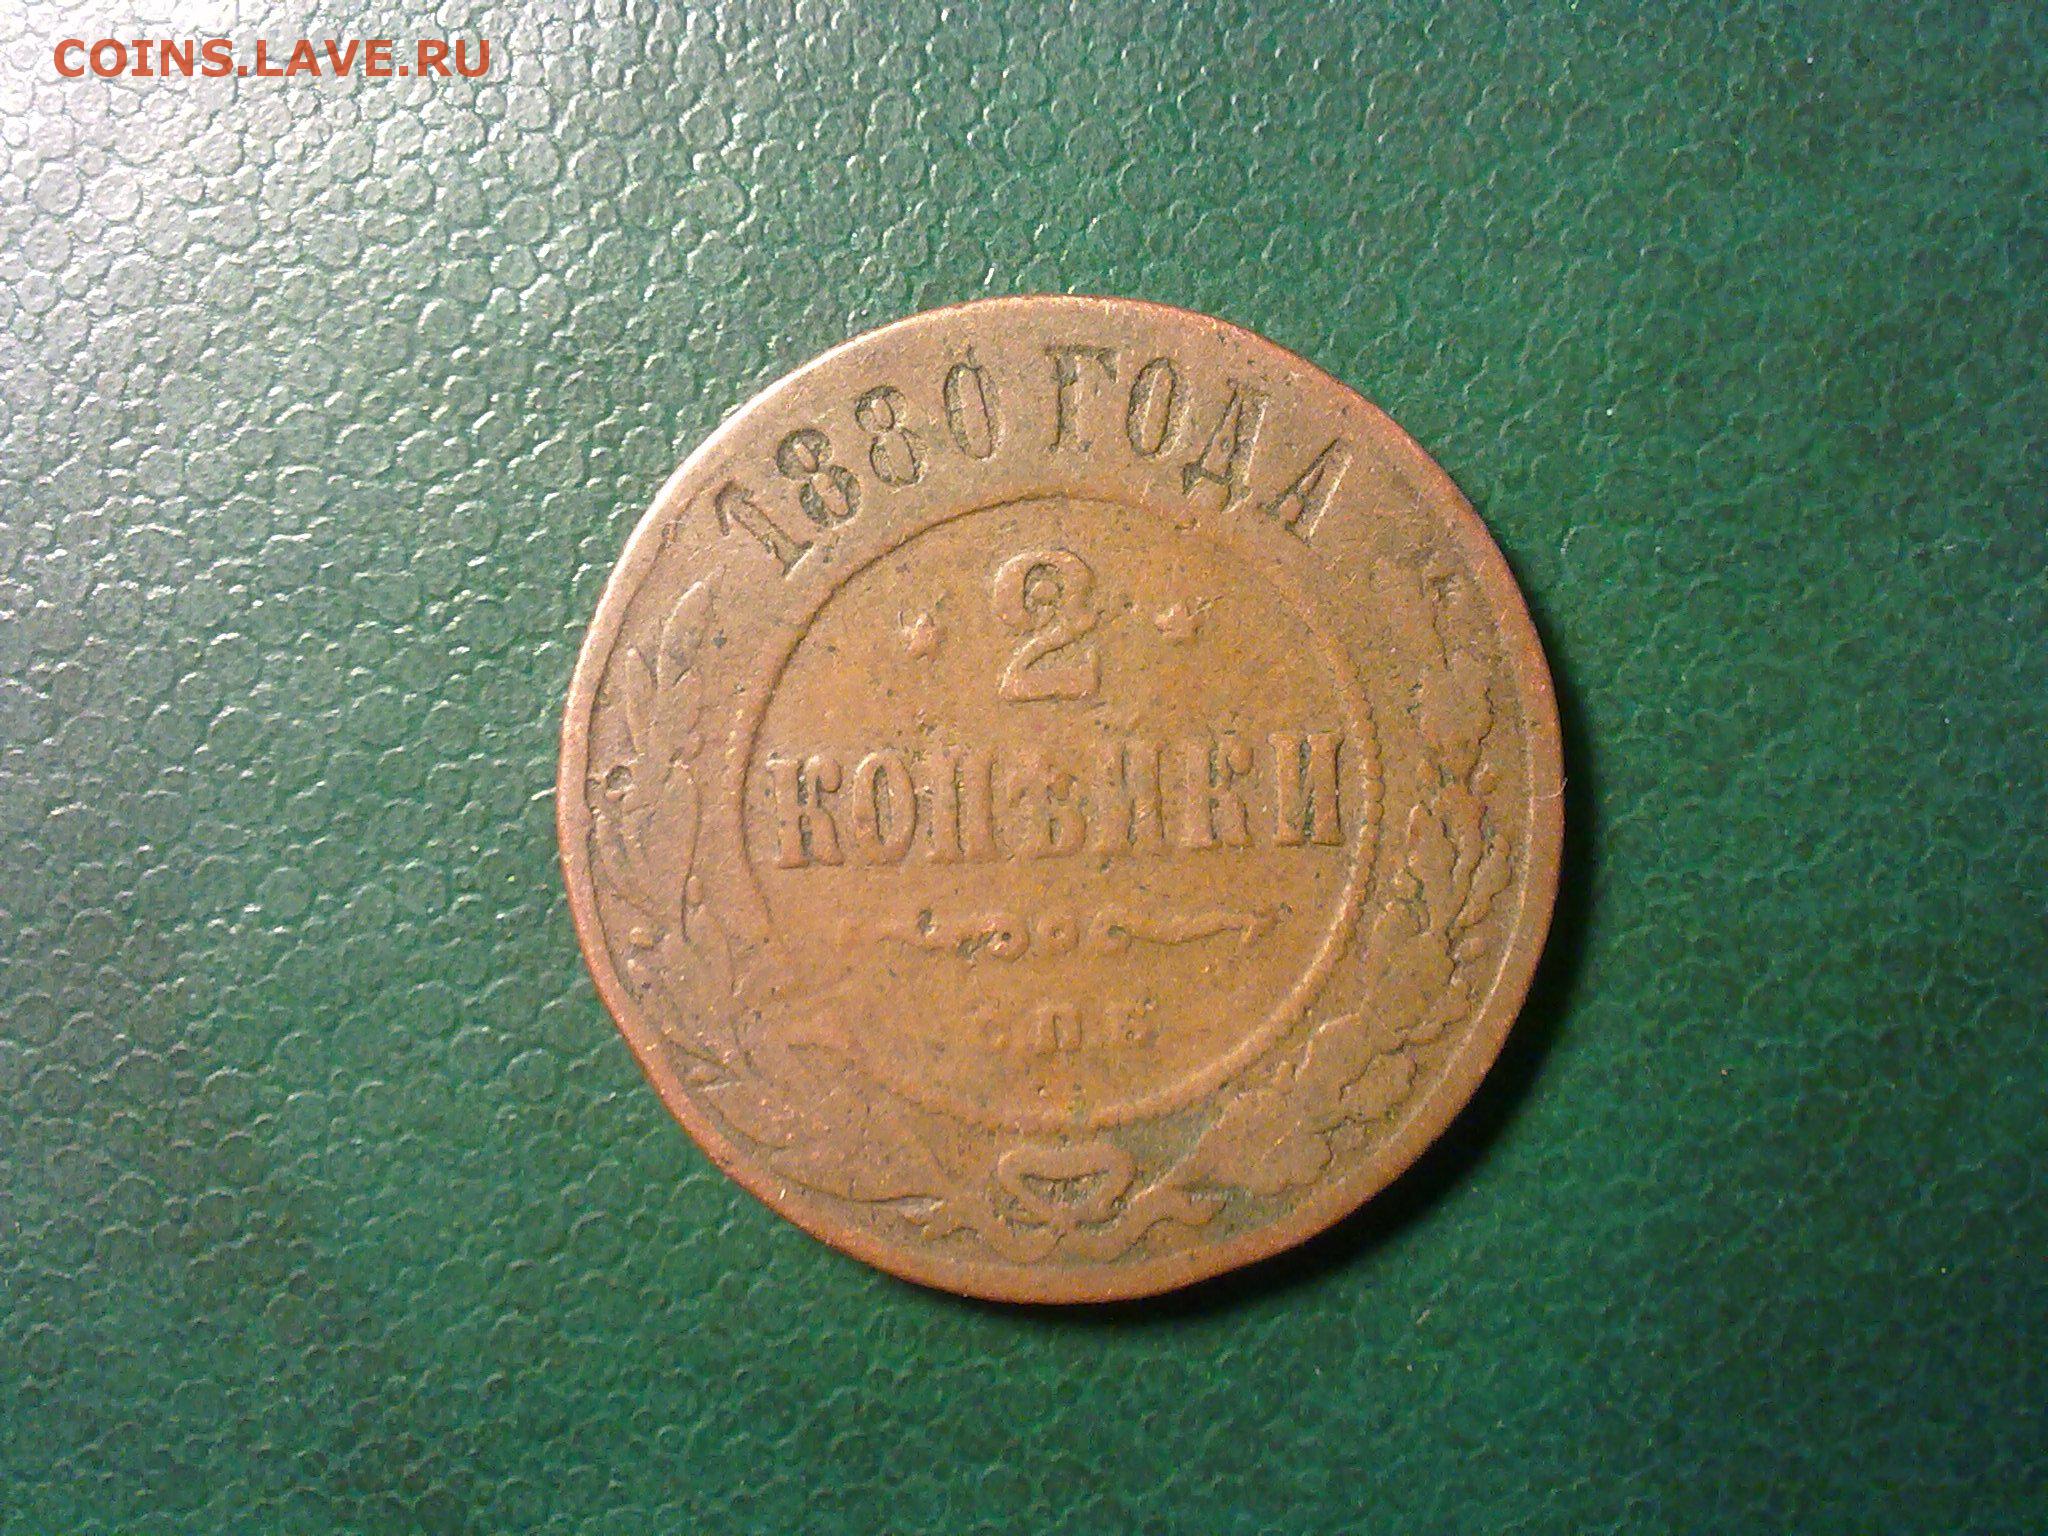 COINS.LAVE.RU
1880 ГОДА
2
КОПѢЙКИ
С.П.Б.